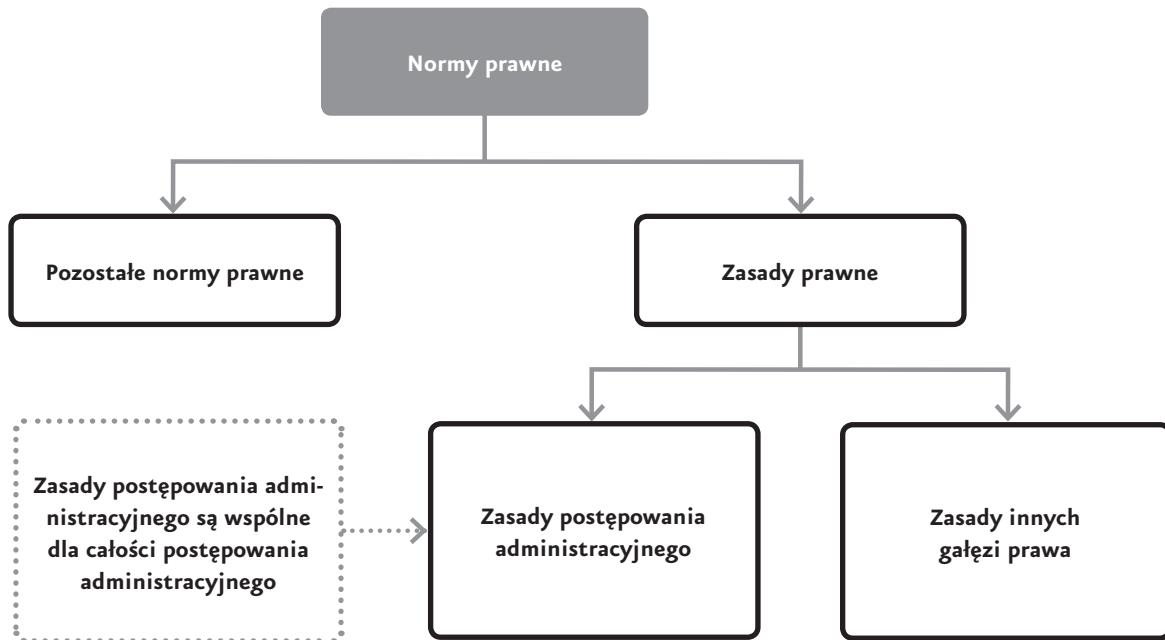 Normy prawne
Pozostałe normy prawne
Zasady prawne
Zasady postępowania admi-
nistracyjnego są wspólne
dla całości postępowania
administracyjnego
Zasady postępowania
administracyjnego
Zasady innych
gałęzi prawa